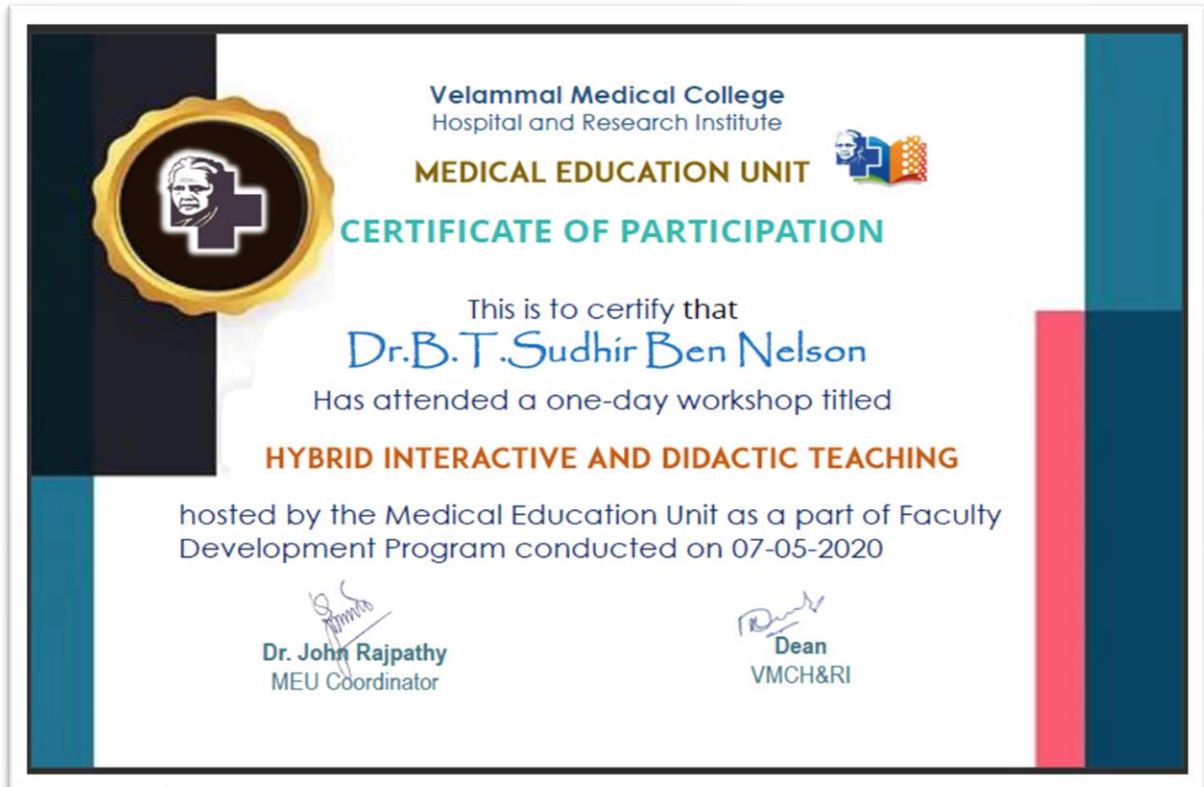 Velammal Medical College
Hospital and Research Institute
MEDICAL EDUCATION UNIT
CERTIFICATE OF PARTICIPATION
This is to certify that
Dr.B.T.Sudhir Ben Nelson
Has attended a one-day workshop titled
HYBRID INTERACTIVE AND DIDACTIC TEACHING
hosted by the Medical Education Unit as a part of Faculty
Development Program conducted on 07-05-2020
Dr. John Rajpathy
MEU Coordinator
Dean
VMCH&RI